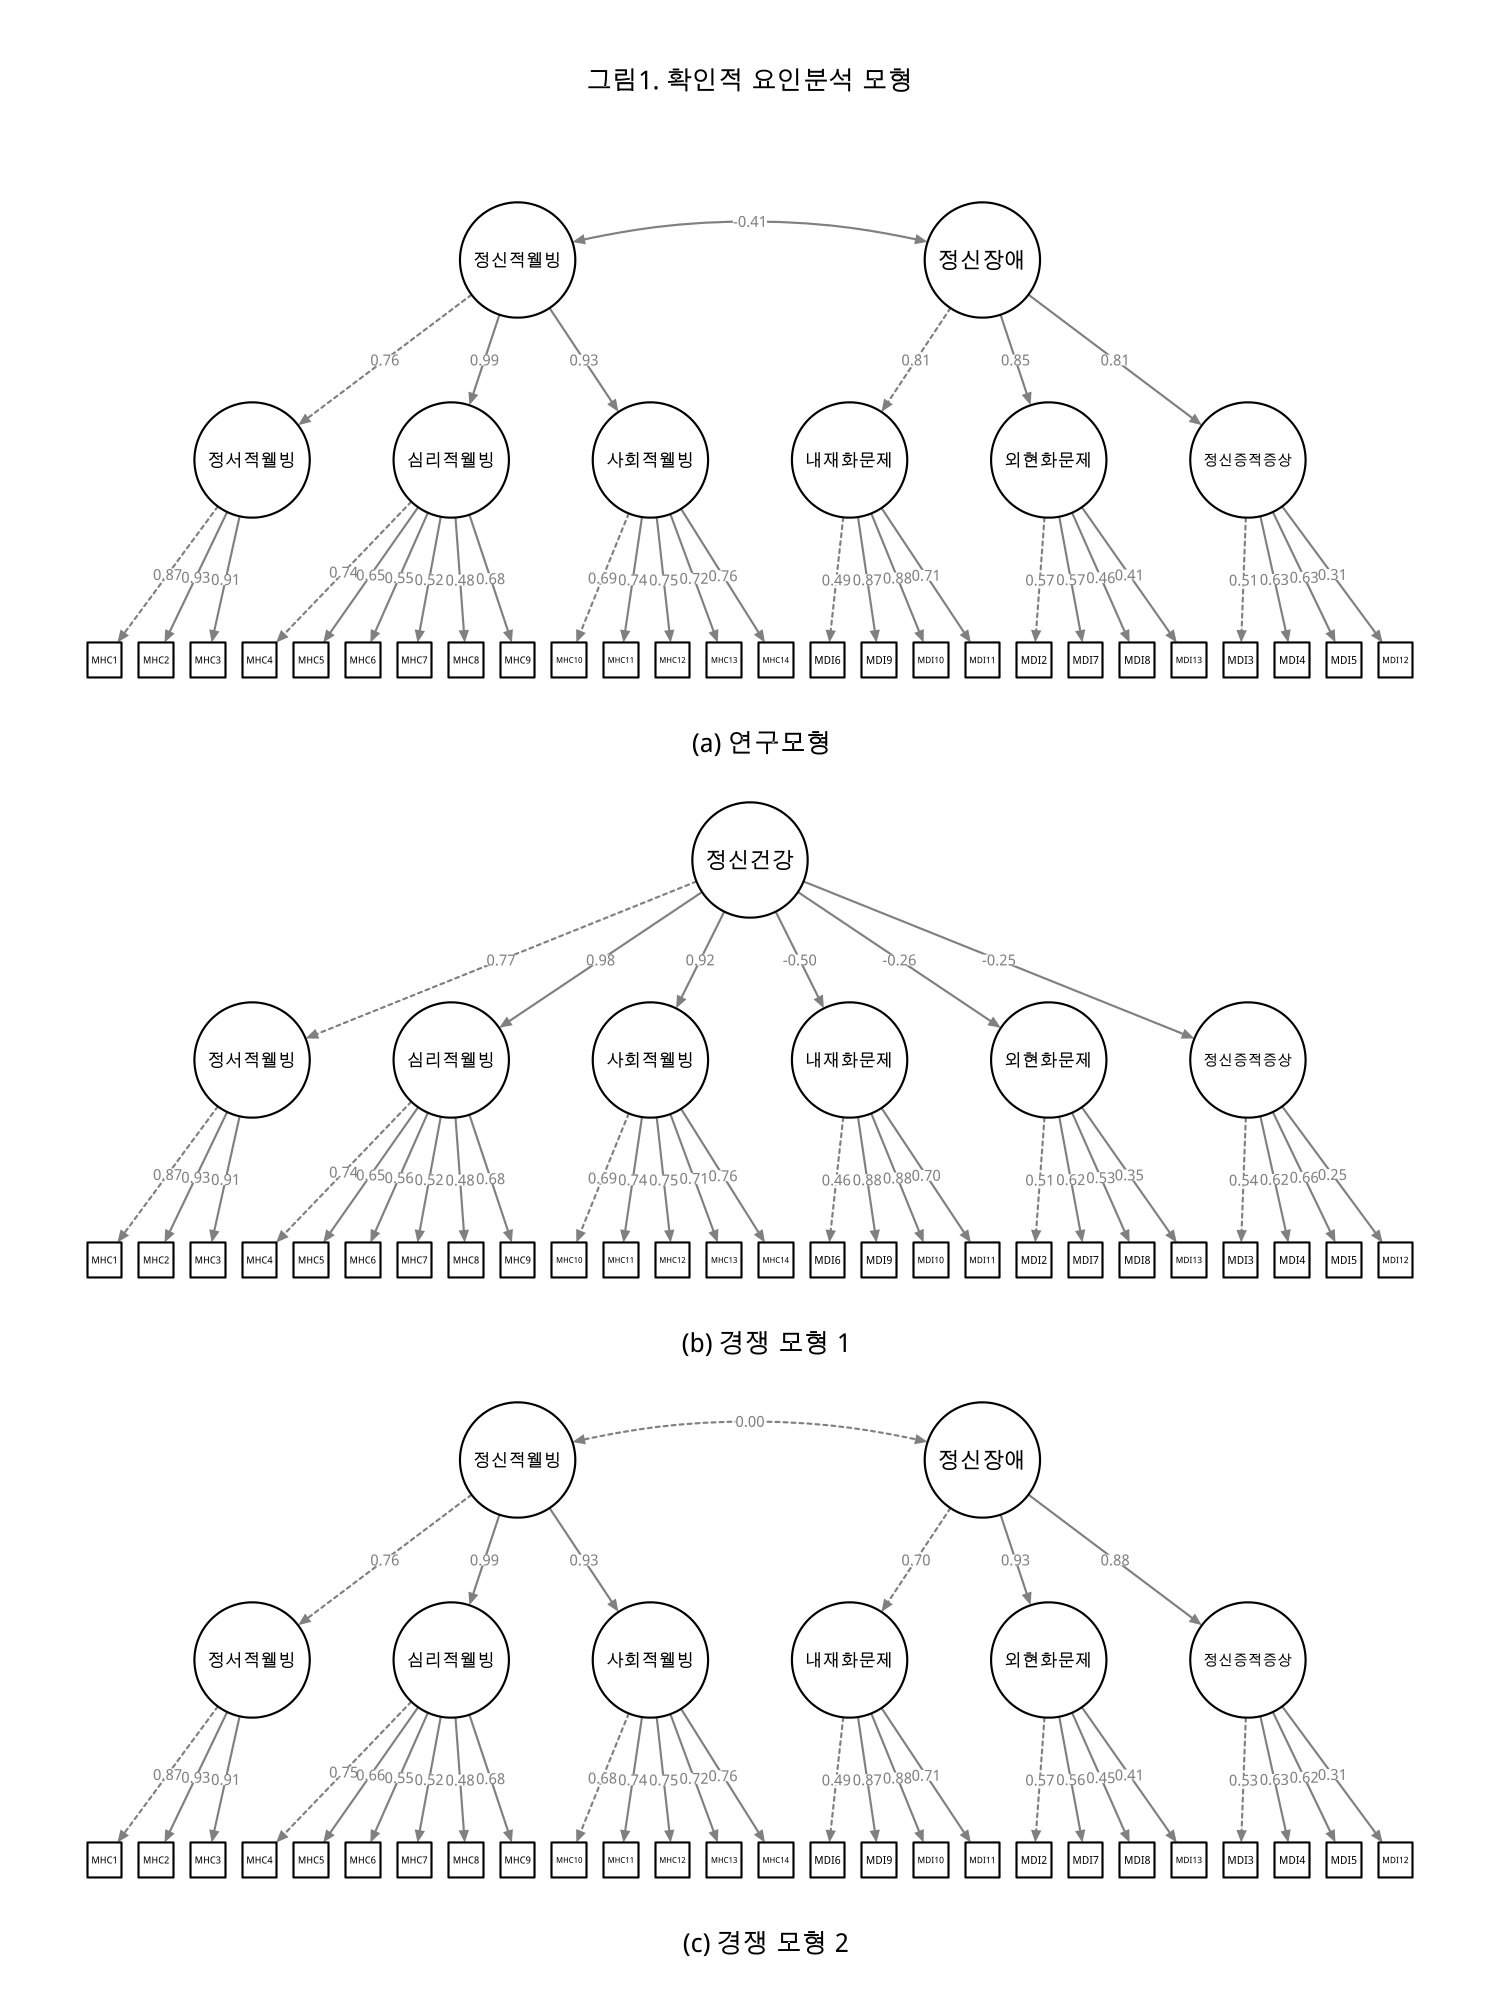 그림1. 확인적 요인분석 모형
-0.41
정신적웰빙 정신장애
0.76 0.99 0.93 0.81 0.85 0.81
정서적웰빙 심리적웰빙 사회적웰빙 내재화문제 외현화문제 정신증적증상
0.87 0.93 0.91 0.74 0.65 0.55 0.52 0.48 0.68 0.69 0.74 0.75 0.72 0.76 0.49 0.87 0.88 0.71 0.57 0.57 0.46 0.41 0.51 0.63 0.63 0.31
MHC1 MHC2 MHC3 MHC4 MHC5 MHC6 MHC7 MHC8 MHC9 MHC10 MHC11 MHC12 MHC13 MHC14 MDI6 MDI9 MDI10 MDI11 MDI2 MDI7 MDI8 MDI13 MDI3 MDI4 MDI5 MDI12
(a) 연구모형
정신건강
0.77 0.98 0.92 -0.50 -0.26 -0.25
정서적웰빙 심리적웰빙 사회적웰빙 내재화문제 외현화문제 정신증적증상
0.87 0.93 0.91 0.74 0.65 0.56 0.52 0.48 0.68 0.69 0.74 0.75 0.71 0.76 0.46 0.88 0.88 0.70 0.51 0.62 0.53 0.35 0.54 0.62 0.66 0.25
MHC1 MHC2 MHC3 MHC4 MHC5 MHC6 MHC7 MHC8 MHC9 MHC10 MHC11 MHC12 MHC13 MHC14 MDI6 MDI9 MDI10 MDI11 MDI2 MDI7 MDI8 MDI13 MDI3 MDI4 MDI5 MDI12
(b) 경쟁 모형 1
0.00
정신적웰빙 정신장애
0.76 0.99 0.93 0.70 0.93 0.88
정서적웰빙 심리적웰빙 사회적웰빙 내재화문제 외현화문제 정신증적증상
0.87 0.93 0.91 0.75 0.66 0.55 0.52 0.48 0.68 0.68 0.74 0.75 0.72 0.76 0.49 0.87 0.88 0.71 0.57 0.56 0.45 0.41 0.53 0.63 0.62 0.31
MHC1 MHC2 MHC3 MHC4 MHC5 MHC6 MHC7 MHC8 MHC9 MHC10 MHC11 MHC12 MHC13 MHC14 MDI6 MDI9 MDI10 MDI11 MDI2 MDI7 MDI8 MDI13 MDI3 MDI4 MDI5 MDI12
(c) 경쟁 모형 2